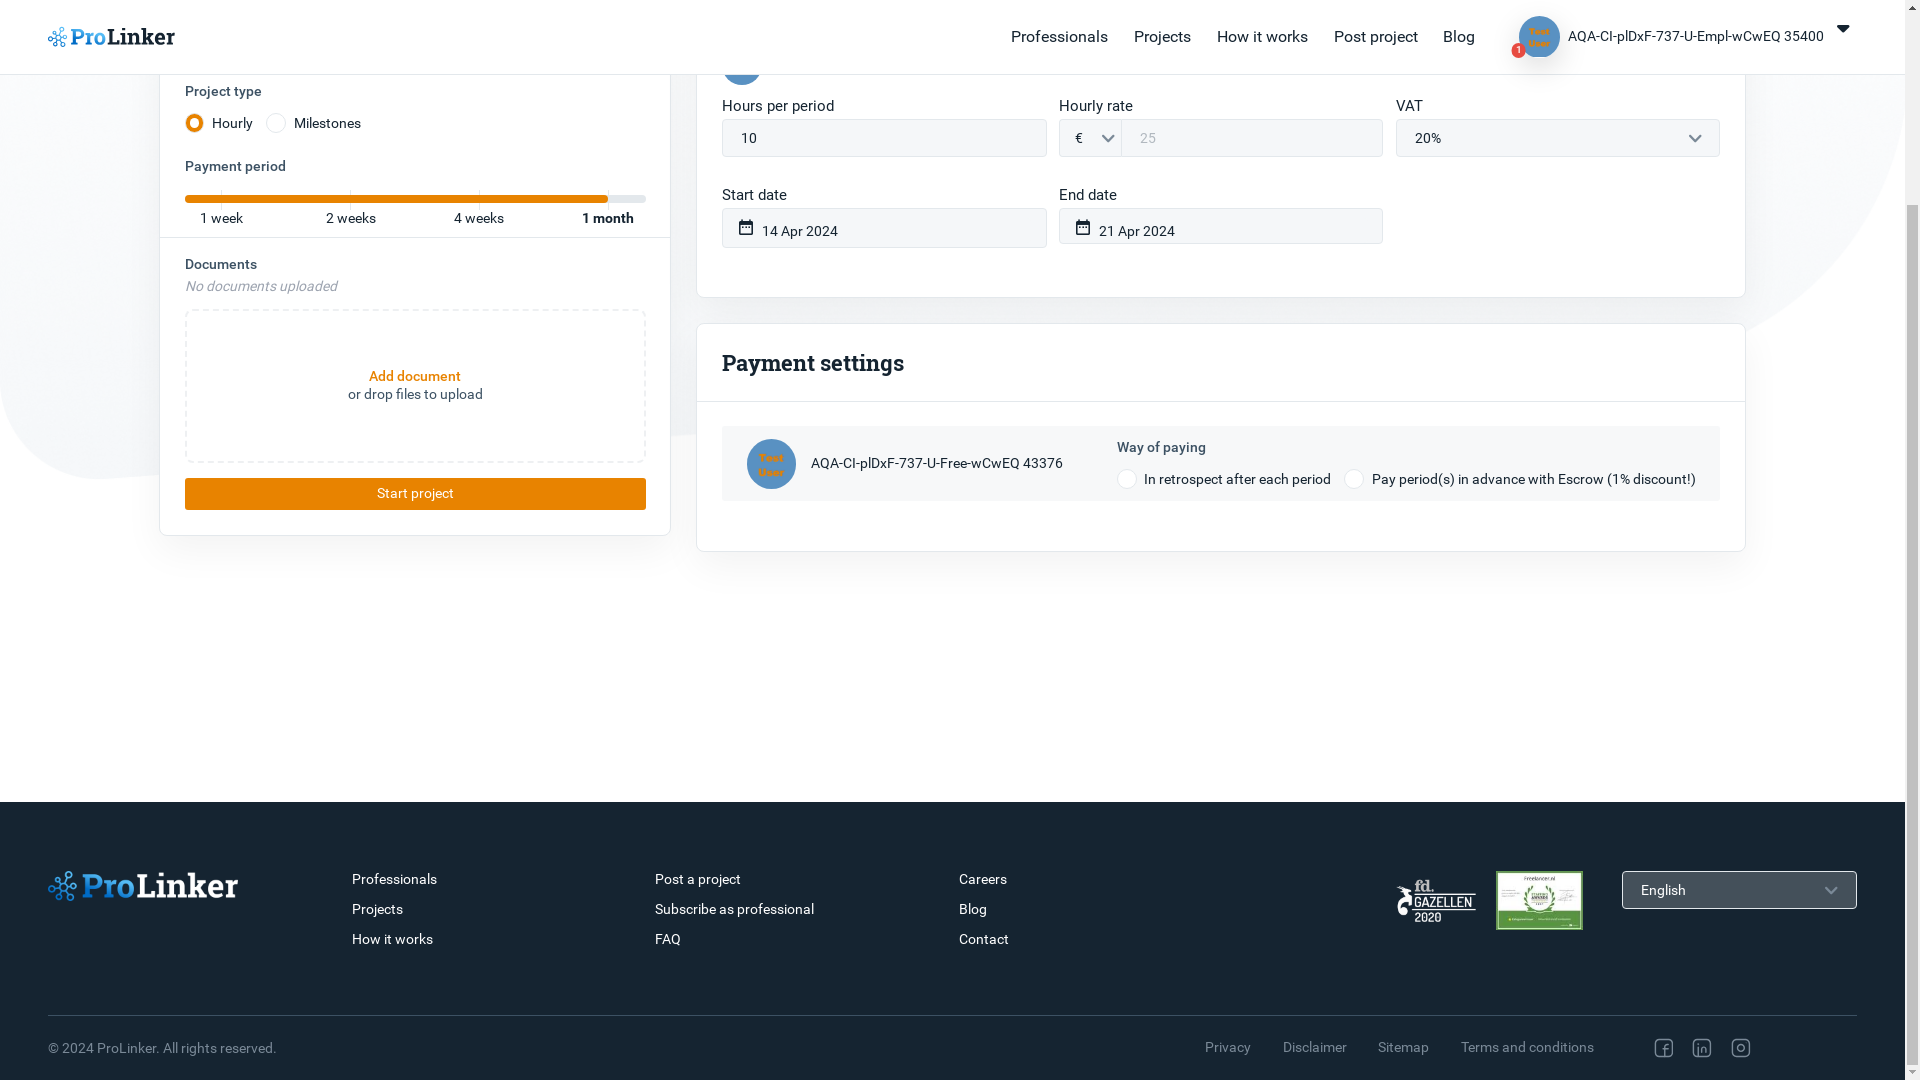 ProLinker
Professionals
Projects
How it works
Post project
Blog
Test
User
1
AQA-CI-plDxF-737-U-Empl-wCwEQ 35400
Project type
Hourly
Milestones
Payment period
1 week
2 weeks
4 weeks
1 month
Documents
No documents uploaded
Add document
or drop files to upload
Start project
Hours per period
Hourly rate
VAT
10
€
25
20%
Start date
End date
14 Apr 2024
21 Apr 2024
Payment settings
Test
User
AQA-CI-plDxF-737-U-Free-wCwEQ 43376
Way of paying
In retrospect after each period
Pay period(s) in advance with Escrow (1% discount!)
ProLinker
Professionals
Projects
How it works
Post a project
Subscribe as professional
FAQ
Careers
Blog
Contact
fd.
GAZELLEN
2020
Freelancer.nl
English
© 2024 ProLinker. All rights reserved.
Privacy
Disclaimer
Sitemap
Terms and conditions